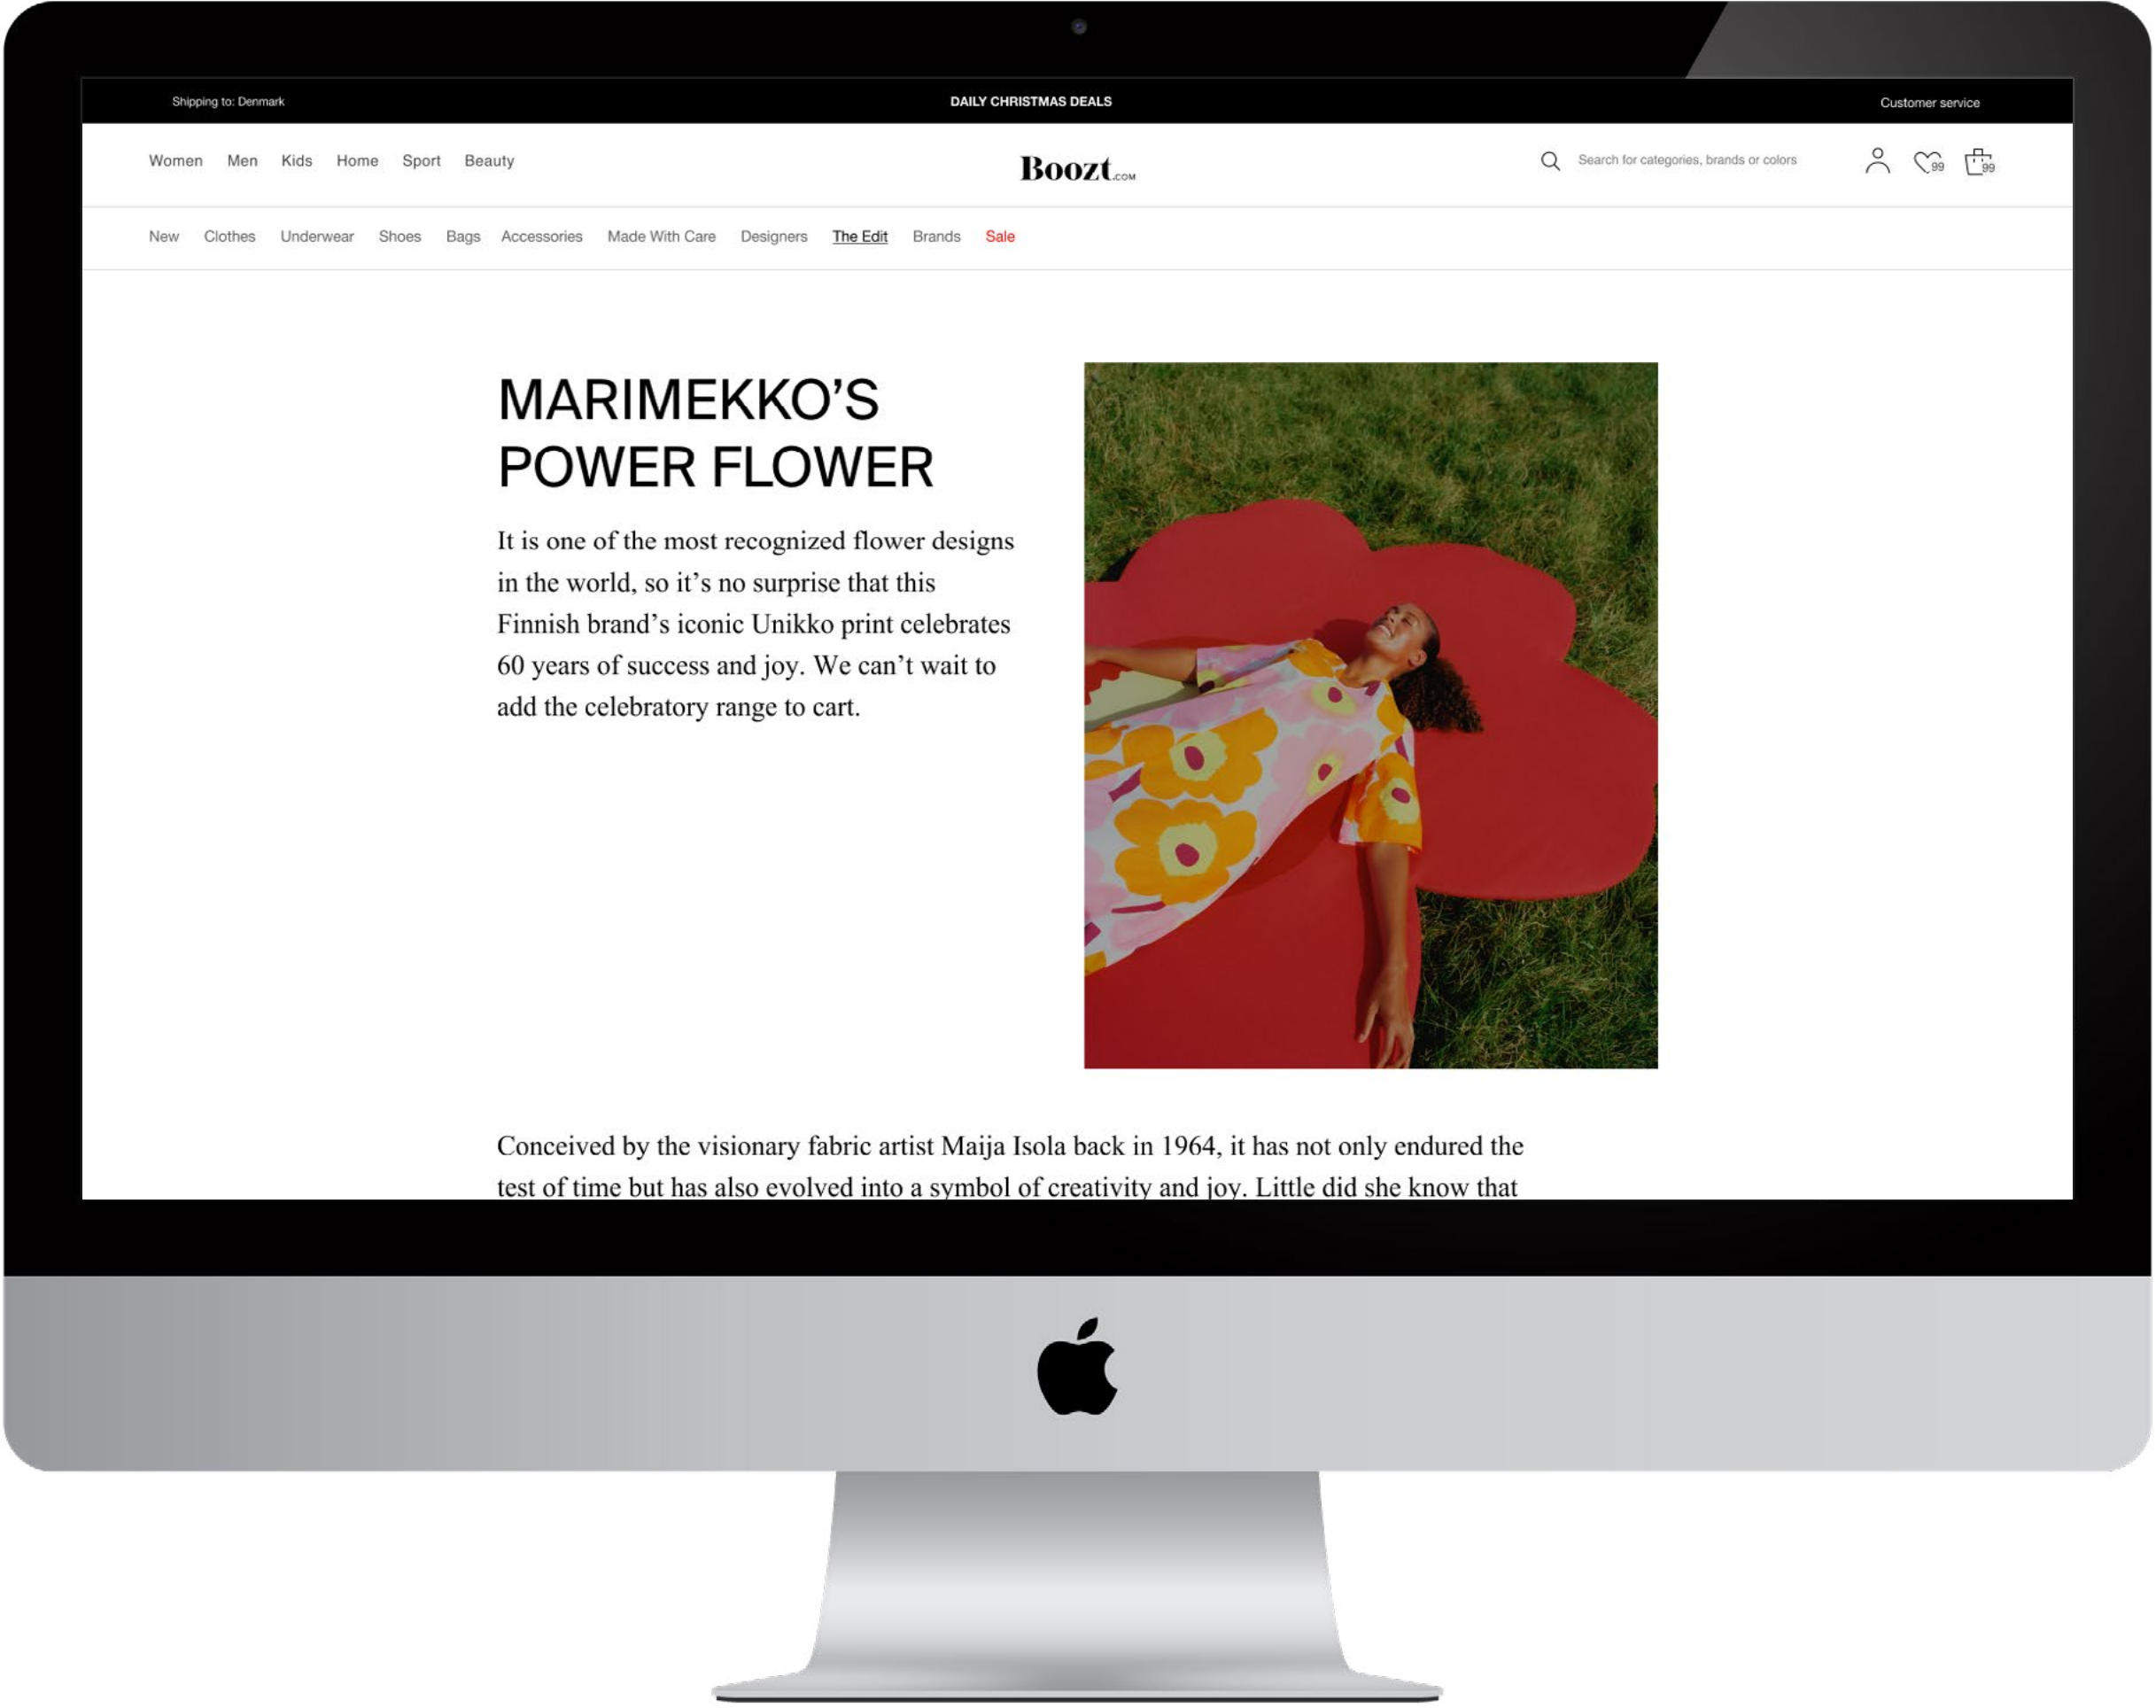 Shipping to: Denmark
DAILY CHRISTMAS DEALS
Customer service
Women Men Kids Home Sport Beauty
Boozt.COM
Search for categories, brands or colors
99
99
New Clothes Underwear Shoes Bags Accessories Made With Care Designers The Edit Brands Sale
MARIMEKKO’S
POWER FLOWER
It is one of the most recognized flower designs
in the world, so it’s no surprise that this
Finnish brand’s iconic Unikko print celebrates
60 years of success and joy. We can’t wait to
add the celebratory range to cart.
Conceived by the visionary fabric artist Maija Isola back in 1964, it has not only endured the
test of time but has also evolved into a symbol of creativity and joy. Little did she know that